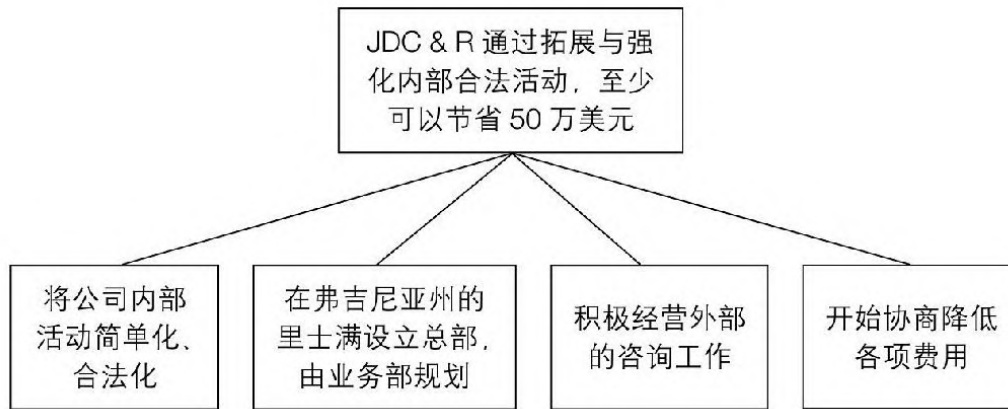 JDC & R 通过拓展与强
化内部合法活动，至少
可以节省 50 万美元
将公司内部
活动简单化、
合法化
在弗吉尼亚州的
里士满设立总部，
由业务部规划
积极经营外部
的咨询工作
开始协商降低
各项费用